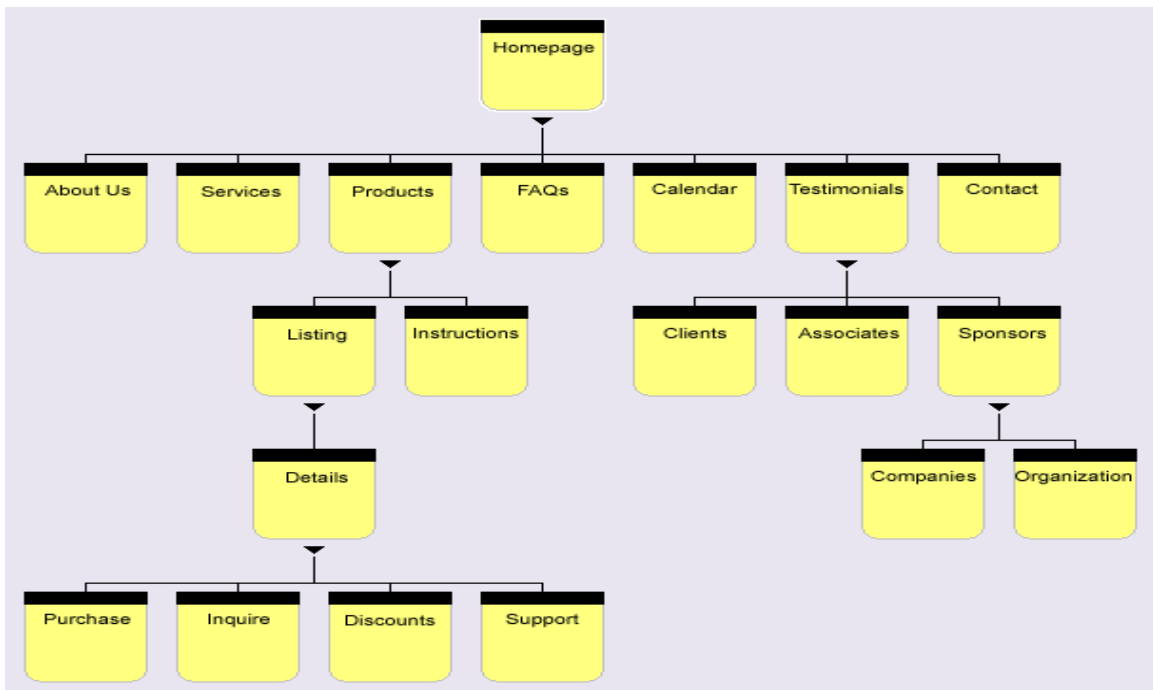 Homepage
About Us
Services
Products
FAQs
Calendar
Testimonials
Contact
Listing
Instructions
Clients
Associates
Sponsors
Details
Companies
Organization
Purchase
Inquire
Discounts
Support